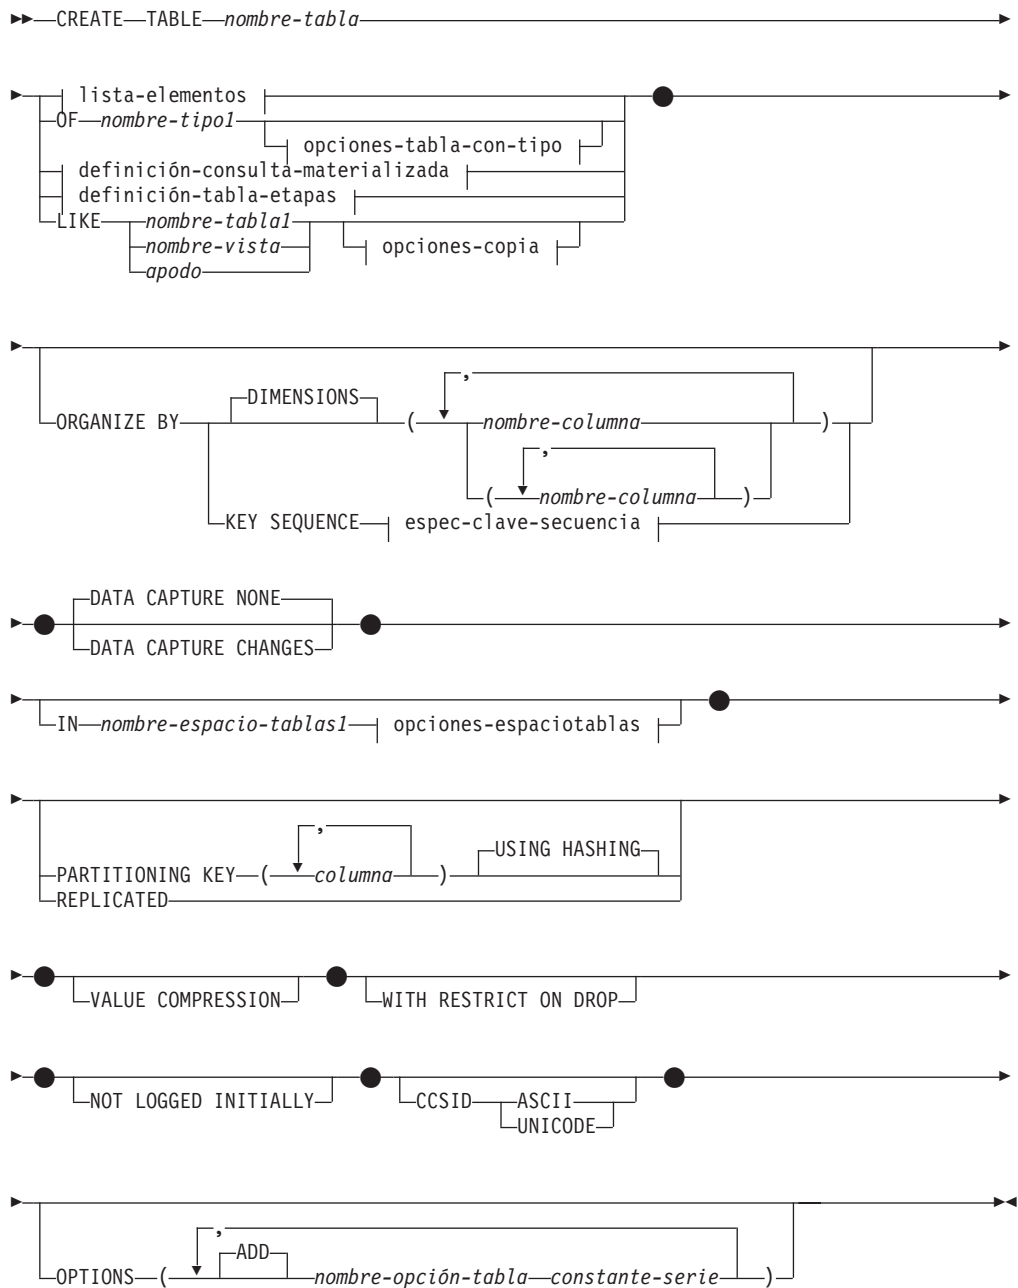 CREATE TABLE nombre-tabla
lista-elementos
OF nombre-tipo1
opciones-tabla-con-tipo
definición-consulta-materializada
definición-tabla-etapas
LIKE nombre-tabla1
nombre-vista
opciones-copia
apodo
,
DIMENSIONS
ORGANIZE BY ( nombre-columna )
,
( nombre-columna )
KEY SEQUENCE espec-clave-secuencia
DATA CAPTURE NONE
DATA CAPTURE CHANGES
IN nombre-espacio-tablas1 opciones-espaciotablas
,
USING HASHING
PARTITIONING KEY ( columna )
REPLICATED
VALUE COMPRESSION WITH RESTRICT ON DROP
NOT LOGGED INITIALLY CCSID ASCII
UNICODE
,
ADD
OPTIONS ( nombre-opción-tabla constante-serie )